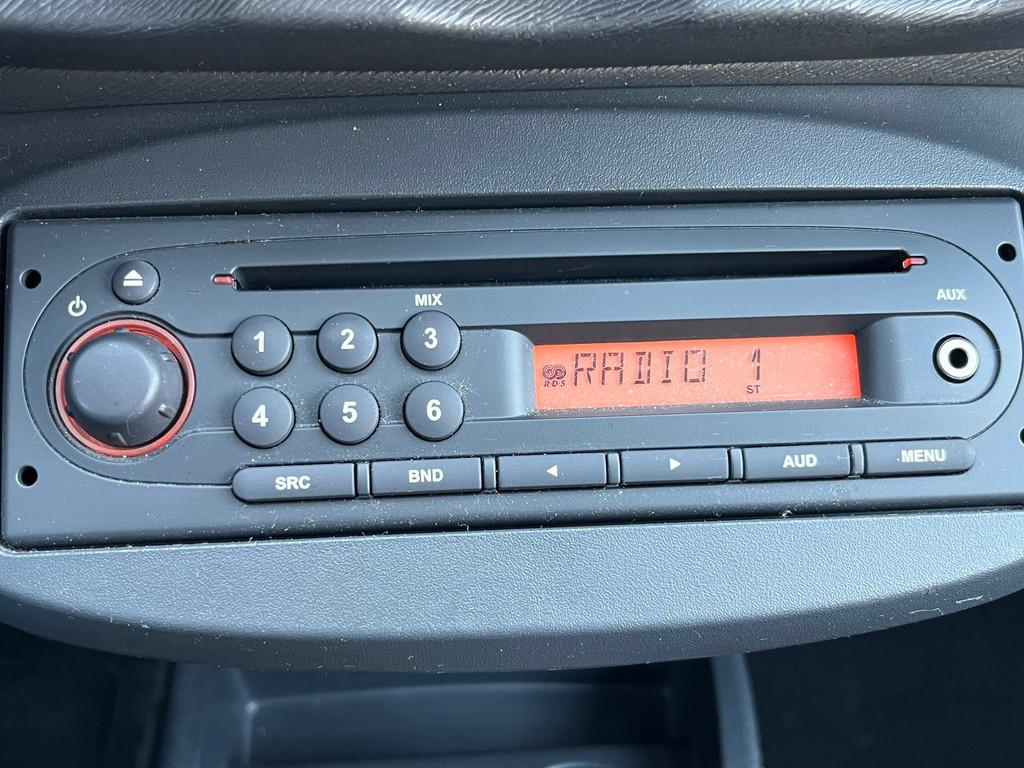 MIX
AUX
1 2 3
RDS RADIO 1
ST
4 5 6
SRC BND AUD MENU